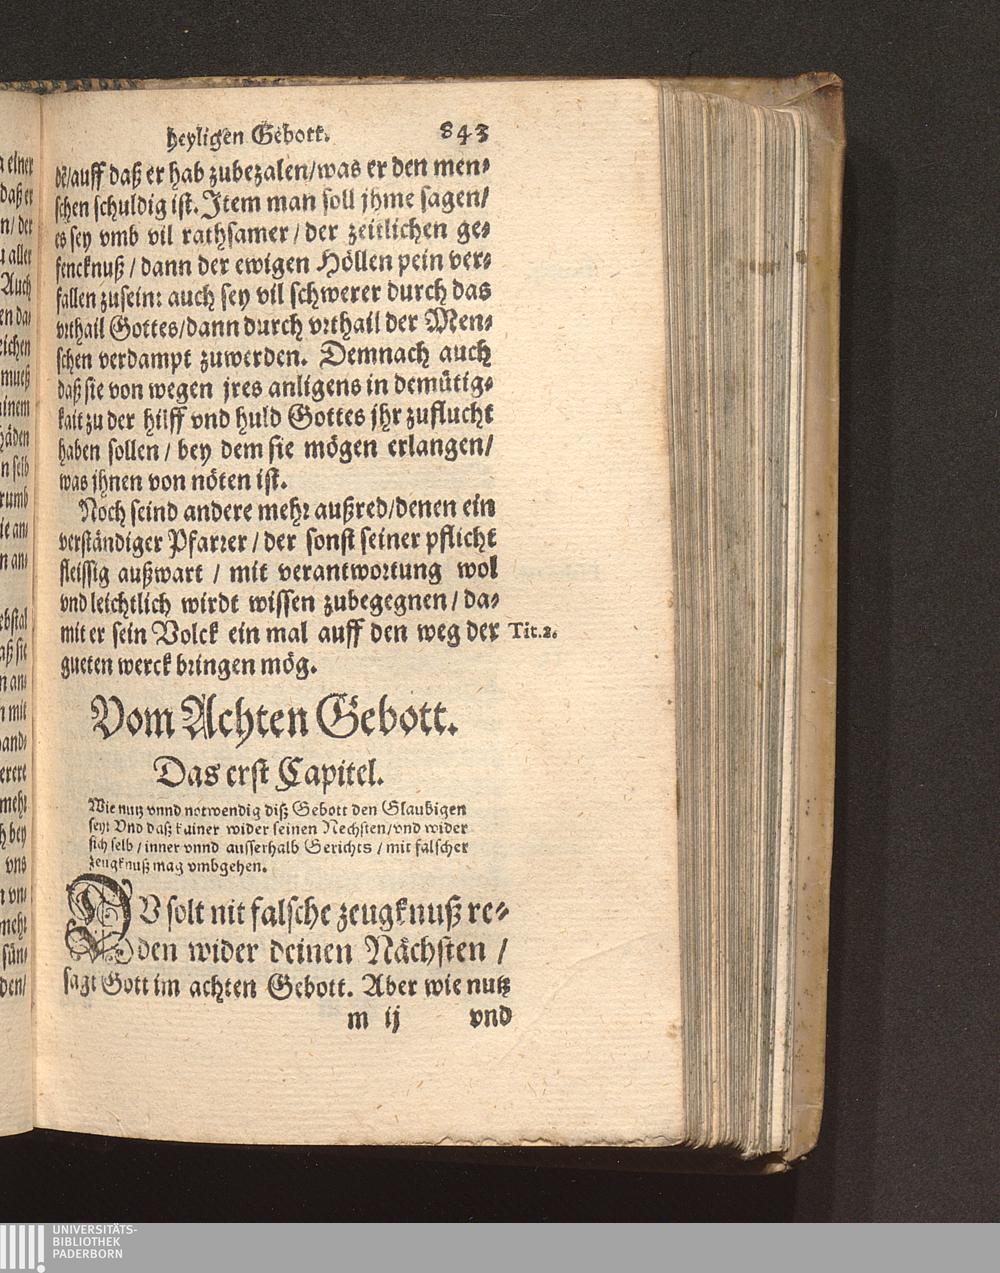 heyligen Gebott. 843
dē/auff daß er hab zubezalen/was er den men⸗
schen schuldig ist. Item man soll jhme sagen/
es sey vmb vil rathsamer / der zeitlichen ge⸗
fencknuß / dann der ewigen Höllen pein ver⸗
fallen zusein: auch sey vil schwerer durch das
vrthail Gottes/dann durch vrthail der Men⸗
schen verdampt zuwerden. Demnach auch
daß sie von wegen jres anligens in demütig⸗
kait zu der hilff vnd huld Gottes jhr zuflucht
haben sollen / bey dem sie mögen erlangen/
was jhnen von nöten ist.
Noch seind andere mehr außred/denen ein
verständiger Pfarrer / der sonst seiner pflicht
fleissig außwart / mit verantwortung wol
vnd leichtlich wirdt wissen zubegegnen / da⸗
mit er sein Volck ein mal auff den weg der Tit.2.
gueten werck bringen mög.
Vom Achten Gebott.
Das erst Capitel.
Wie nutz vnnd notwendig diß Gebott den Glaubigen
sey: Vnd daß kainer wider seinen Nechsten/vnd wider
sich selb / inner vnnd ausserhalb Gerichts / mit falscher
zeugknuß mag vmbgehen.
DV solt nit falsche zeugknuß re⸗
den wider deinen Nächsten /
sagt Gott im achten Gebott. Aber wie nutz
m ij vnd
UNIVERSITÄTS-
BIBLIOTHEK
PADERBORN